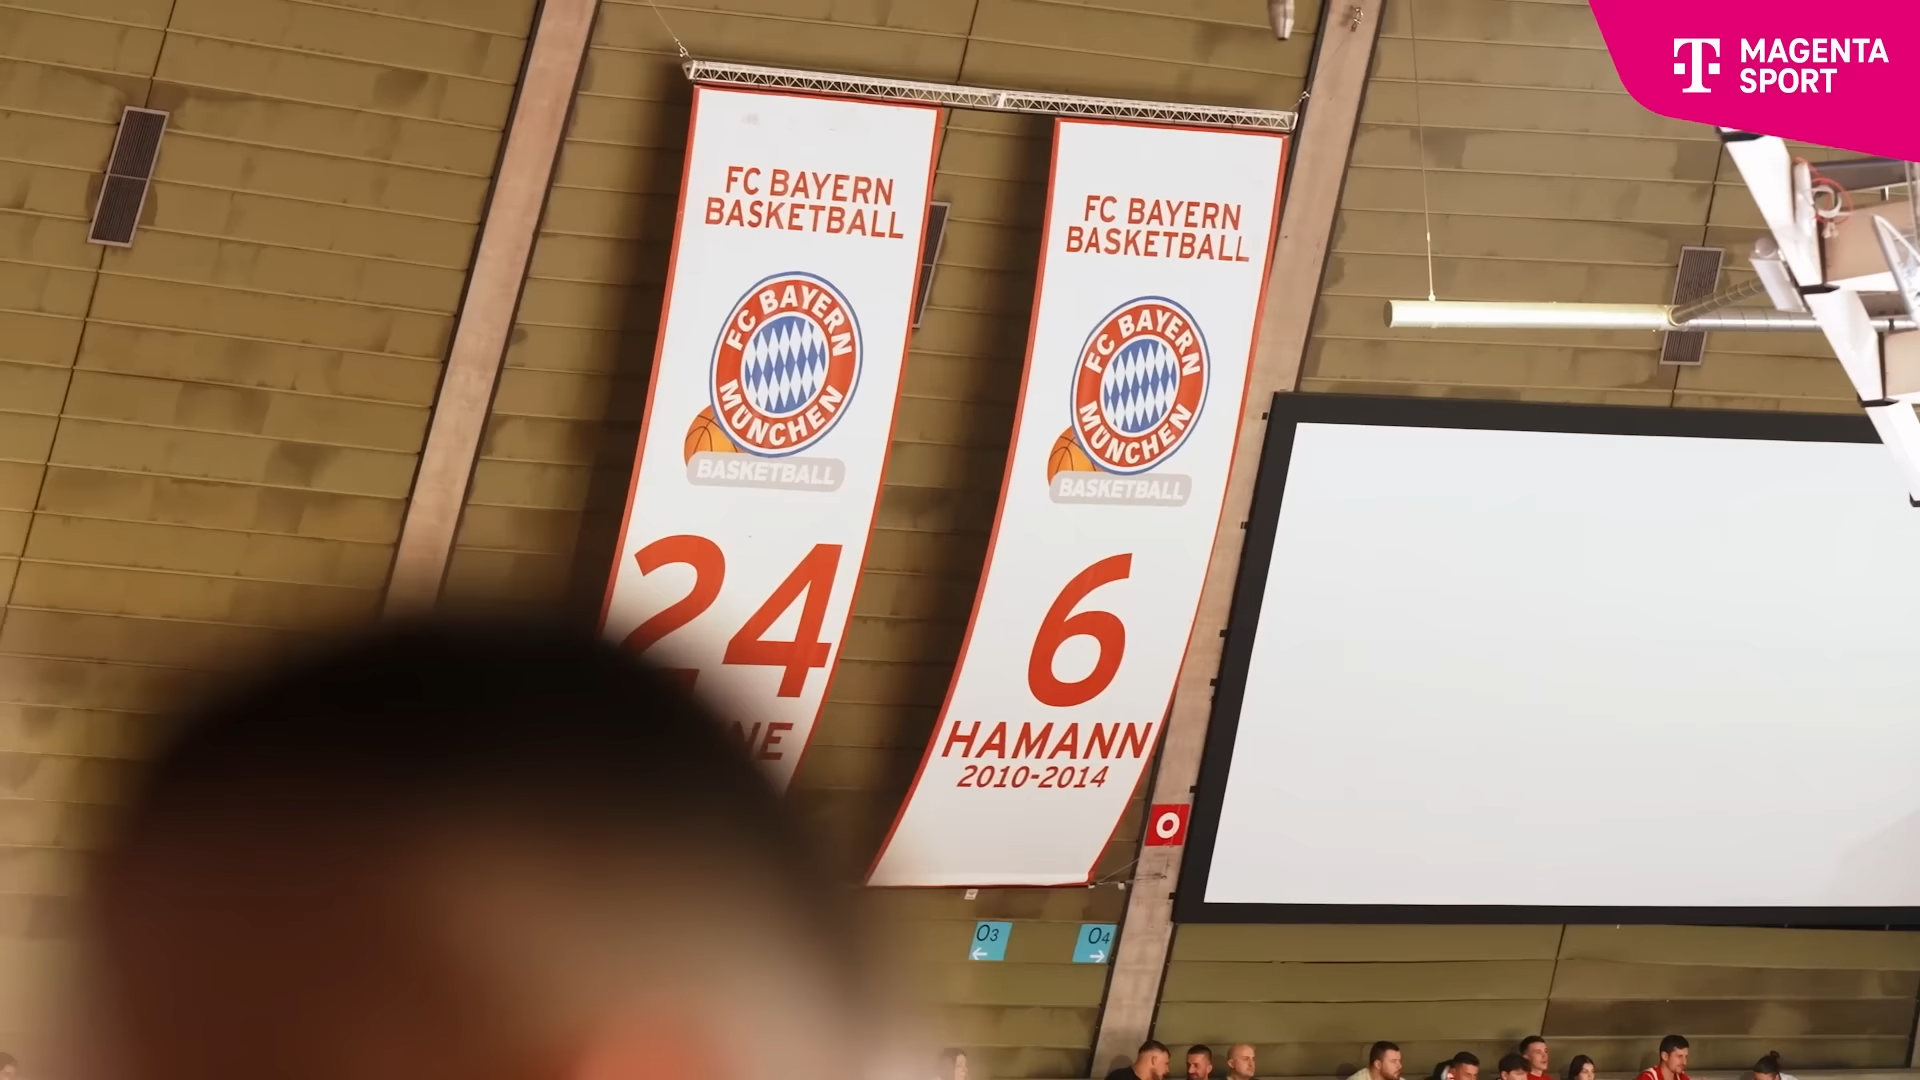 MAGENTA
SPORT
FC BAYERN
BASKETBALL
FC BAYERN
MÜNCHEN
BASKETBALL
24
FC BAYERN
BASKETBALL
FC BAYERN
MÜNCHEN
BASKETBALL
6
HAMANN
2010-2014
O3
O4